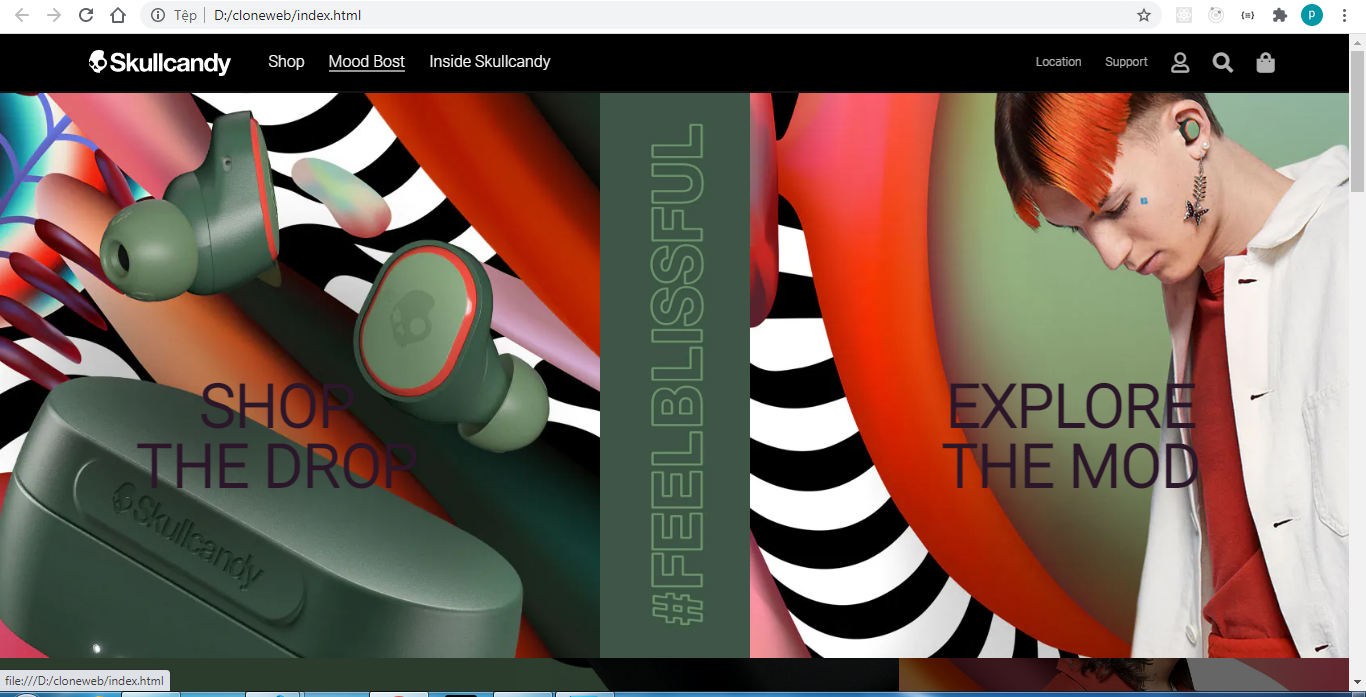 Tệp
D:/cloneweb/index.html
p
Skullcandy
Shop
Mood Bost
Inside Skullcandy
Location
Support
SHOP
THE DROP
Skullcandy
#FEELBLISSFUL
EXPLORE
THE MOD
file:///D:/cloneweb/index.html